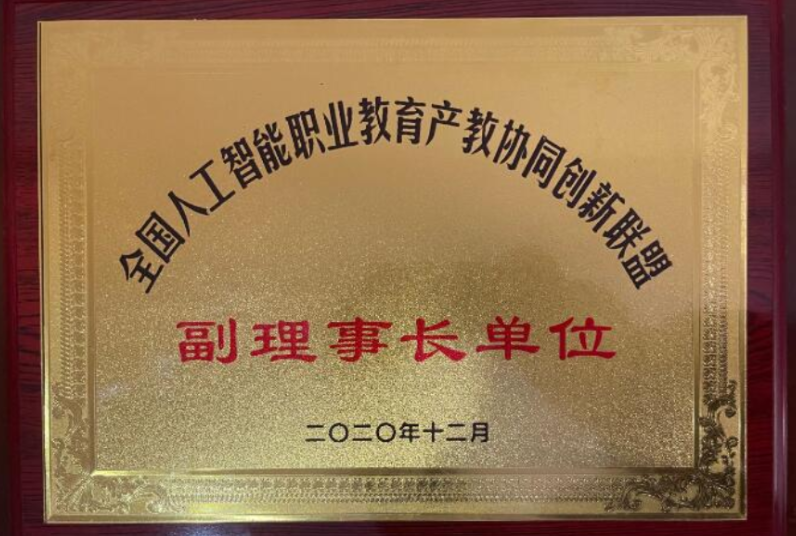 全国人工智能职业教育产教协同创新联盟
副理事长单位
二〇二〇年十二月